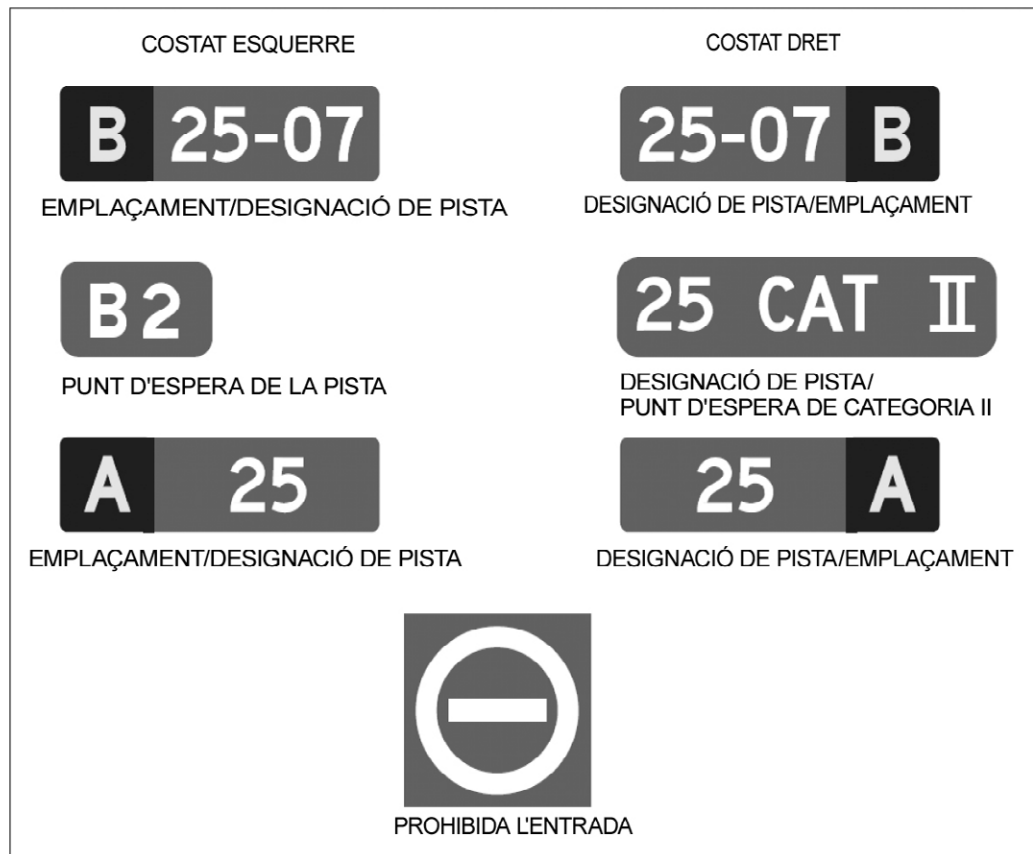 COSTAT ESQUERRE
COSTAT DRET
B 25-07
25-07 B
EMPLAÇAMENT/DESIGNACIÓ DE PISTA
DESIGNACIÓ DE PISTA/EMPLAÇAMENT
B2
25 CAT II
PUNT D'ESPERA DE LA PISTA
DESIGNACIÓ DE PISTA/
PUNT D'ESPERA DE CATEGORIA II
A 25
25 A
EMPLAÇAMENT/DESIGNACIÓ DE PISTA
DESIGNACIÓ DE PISTA/EMPLAÇAMENT
PROHIBIDA L'ENTRADA